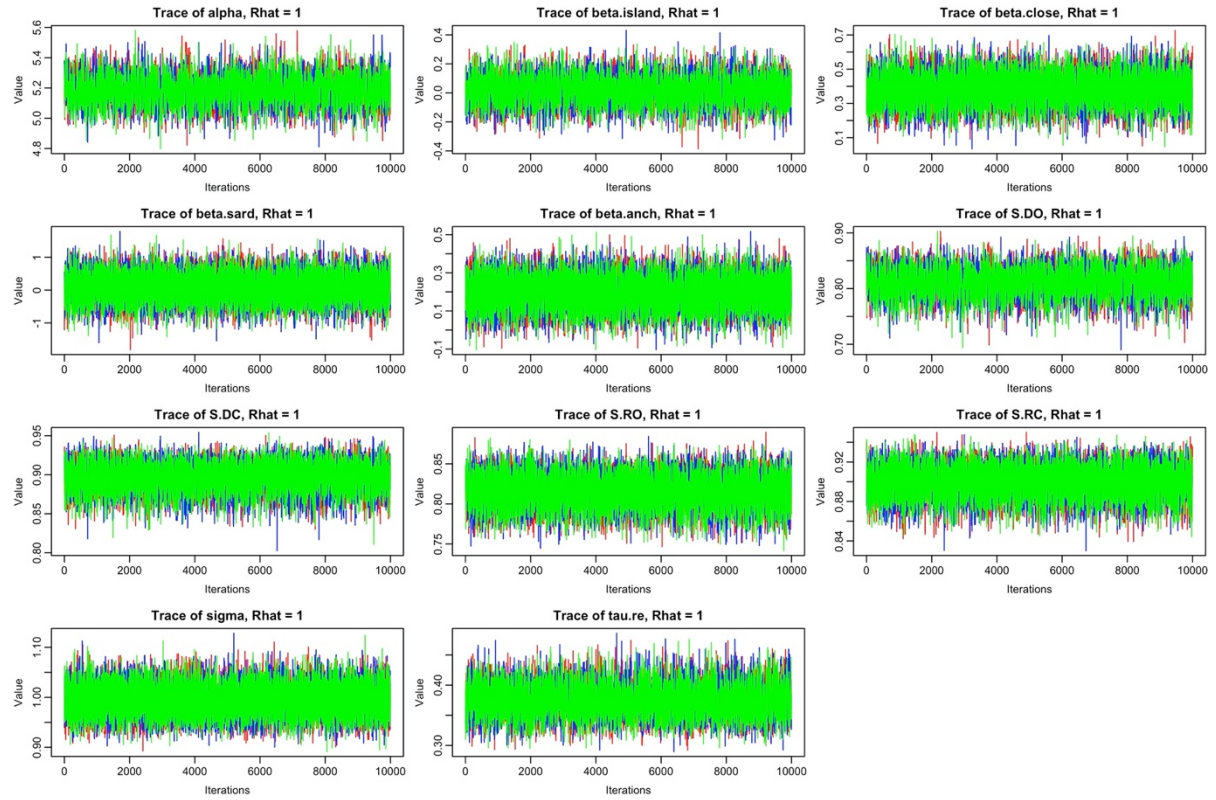 Trace of alpha, Rhat = 1
Value
5.6
5.4
5.2
5.0
4.8
0 2000 4000 6000 8000 10000
Iterations
Trace of beta.island, Rhat = 1
Value
0.4
0.2
0.0
-0.2
-0.4
0 2000 4000 6000 8000 10000
Iterations
Trace of beta.close, Rhat = 1
Value
0.7
0.5
0.3
0.1
0 2000 4000 6000 8000 10000
Iterations
Trace of beta.sard, Rhat = 1
Value
1
0
-1
0 2000 4000 6000 8000 10000
Iterations
Trace of beta.anch, Rhat = 1
Value
0.5
0.3
0.1
-0.1
0 2000 4000 6000 8000 10000
Iterations
Trace of S.DO, Rhat = 1
Value
0.90
0.80
0.70
0 2000 4000 6000 8000 10000
Iterations
Trace of S.DC, Rhat = 1
Value
0.95
0.90
0.85
0.80
0 2000 4000 6000 8000 10000
Iterations
Trace of S.RO, Rhat = 1
Value
0.85
0.80
0.75
0 2000 4000 6000 8000 10000
Iterations
Trace of S.RC, Rhat = 1
Value
0.92
0.88
0.84
0 2000 4000 6000 8000 10000
Iterations
Trace of sigma, Rhat = 1
Value
1.10
1.00
0.90
0 2000 4000 6000 8000 10000
Iterations
Trace of tau.re, Rhat = 1
Value
0.40
0.30
0 2000 4000 6000 8000 10000
Iterations